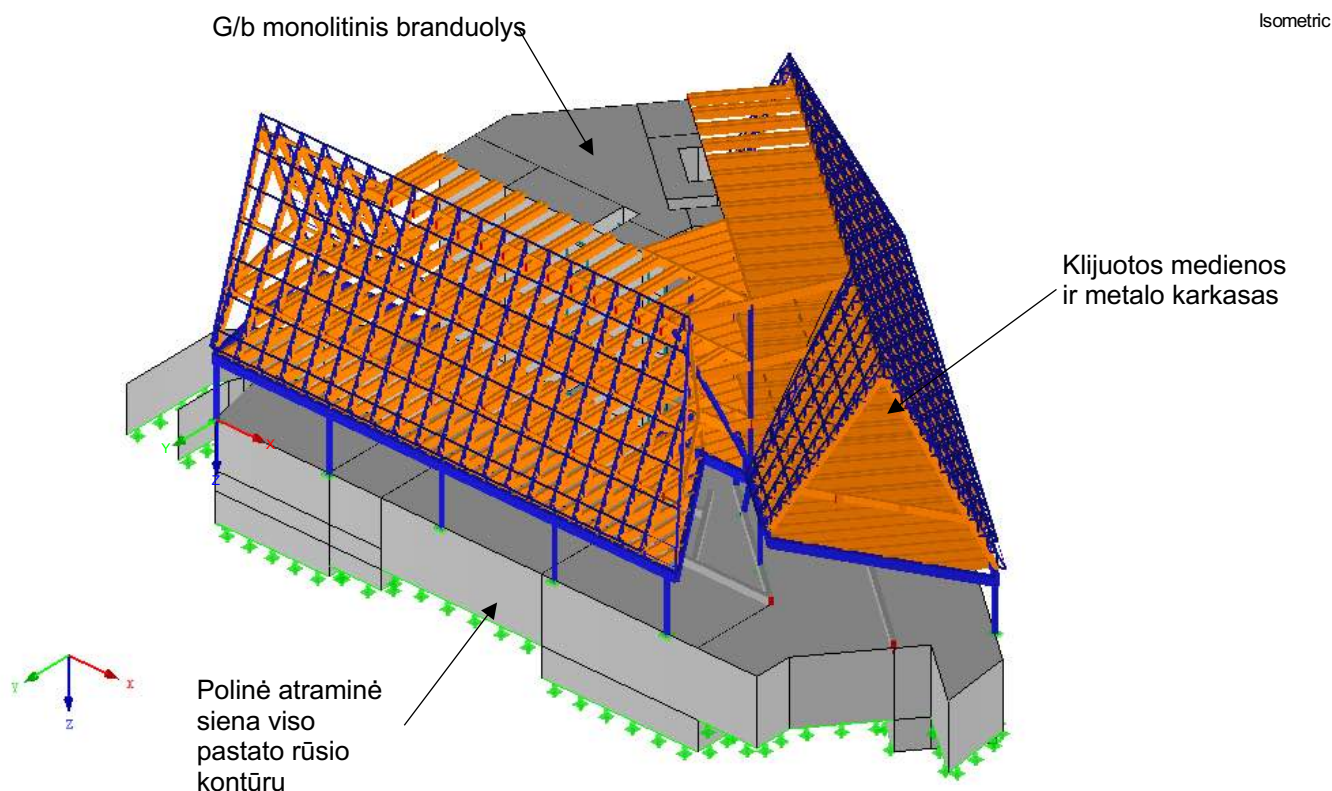 G/b monolitinis branduolys
Isometric
Klijuotos medienos
ir metalo karkasas
Y
X
Z
y
x
z
Polinė atraminė
siena viso
pastato rūsio
kontūru